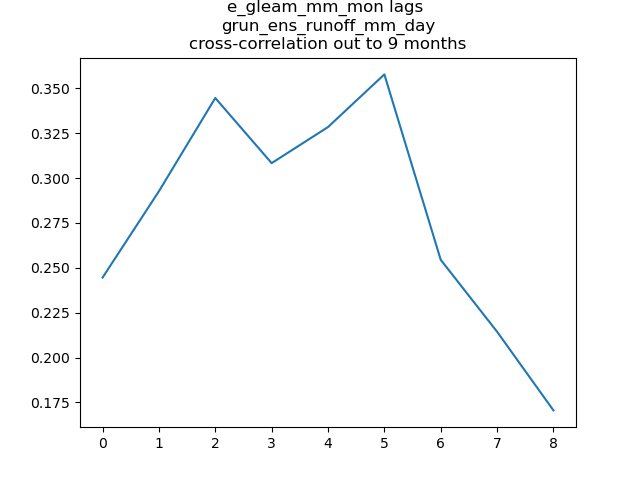 e_gleam_mm_mon lags
grun_ens_runoff_mm_day
cross-correlation out to 9 months
0.350
0.325
0.300
0.275
0.250
0.225
0.200
0.175
0 1 2 3 4 5 6 7 8